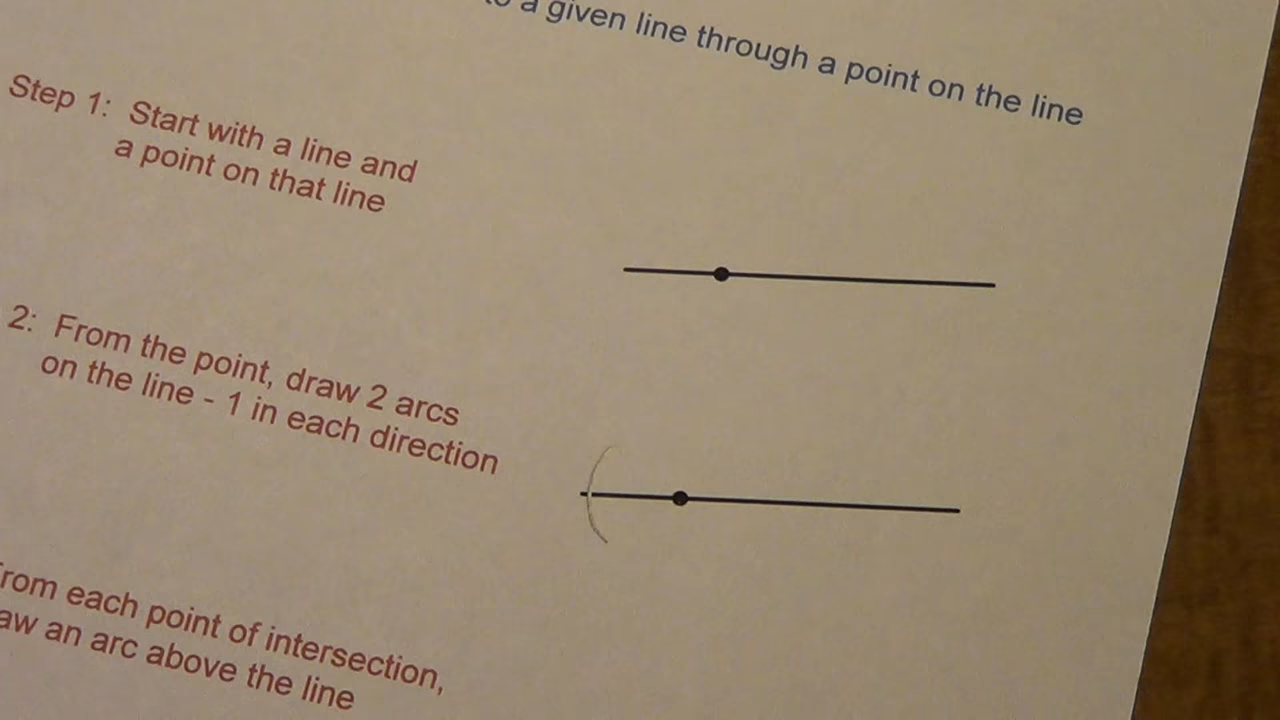 a given line through a point on the line
Step 1: Start with a line and
a point on that line
2: From the point, draw 2 arcs
on the line - 1 in each direction
each point of intersection,
an arc above the line